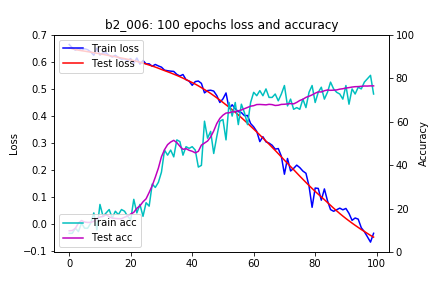 b2_006: 100 epochs loss and accuracy
0.7
0.6
0.5
0.4
0.3
0.2
0.1
0.0
−0.1
Loss
100
80
60
40
20
0
Accuracy
Train loss
Test loss
Train acc
Test acc
0 20 40 60 80 100